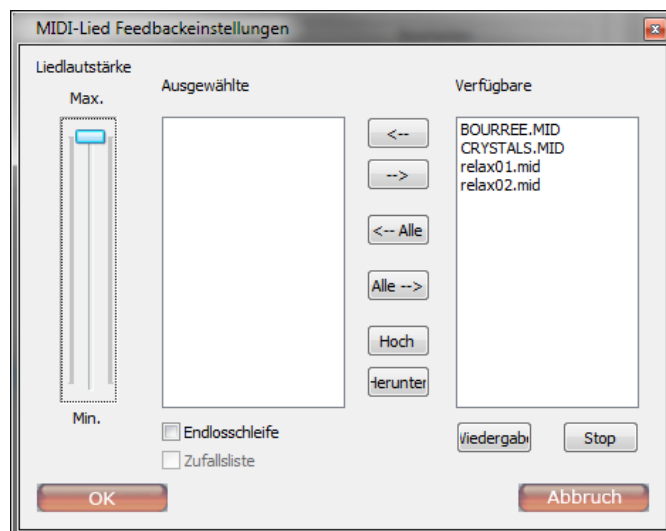 MIDI-Lied Feedbackeinstellungen
Liedlautstärke
Max.
Min.
Ausgewählte
<--
-->
<-- Alle
Alle -->
Hoch
Herunter
Verfügbare
BOURREE.MID
CRYSTALS.MID
relax01.mid
relax02.mid
Endlosschleife
Zufallsliste
Wiedergabe
Stop
OK
Abbruch